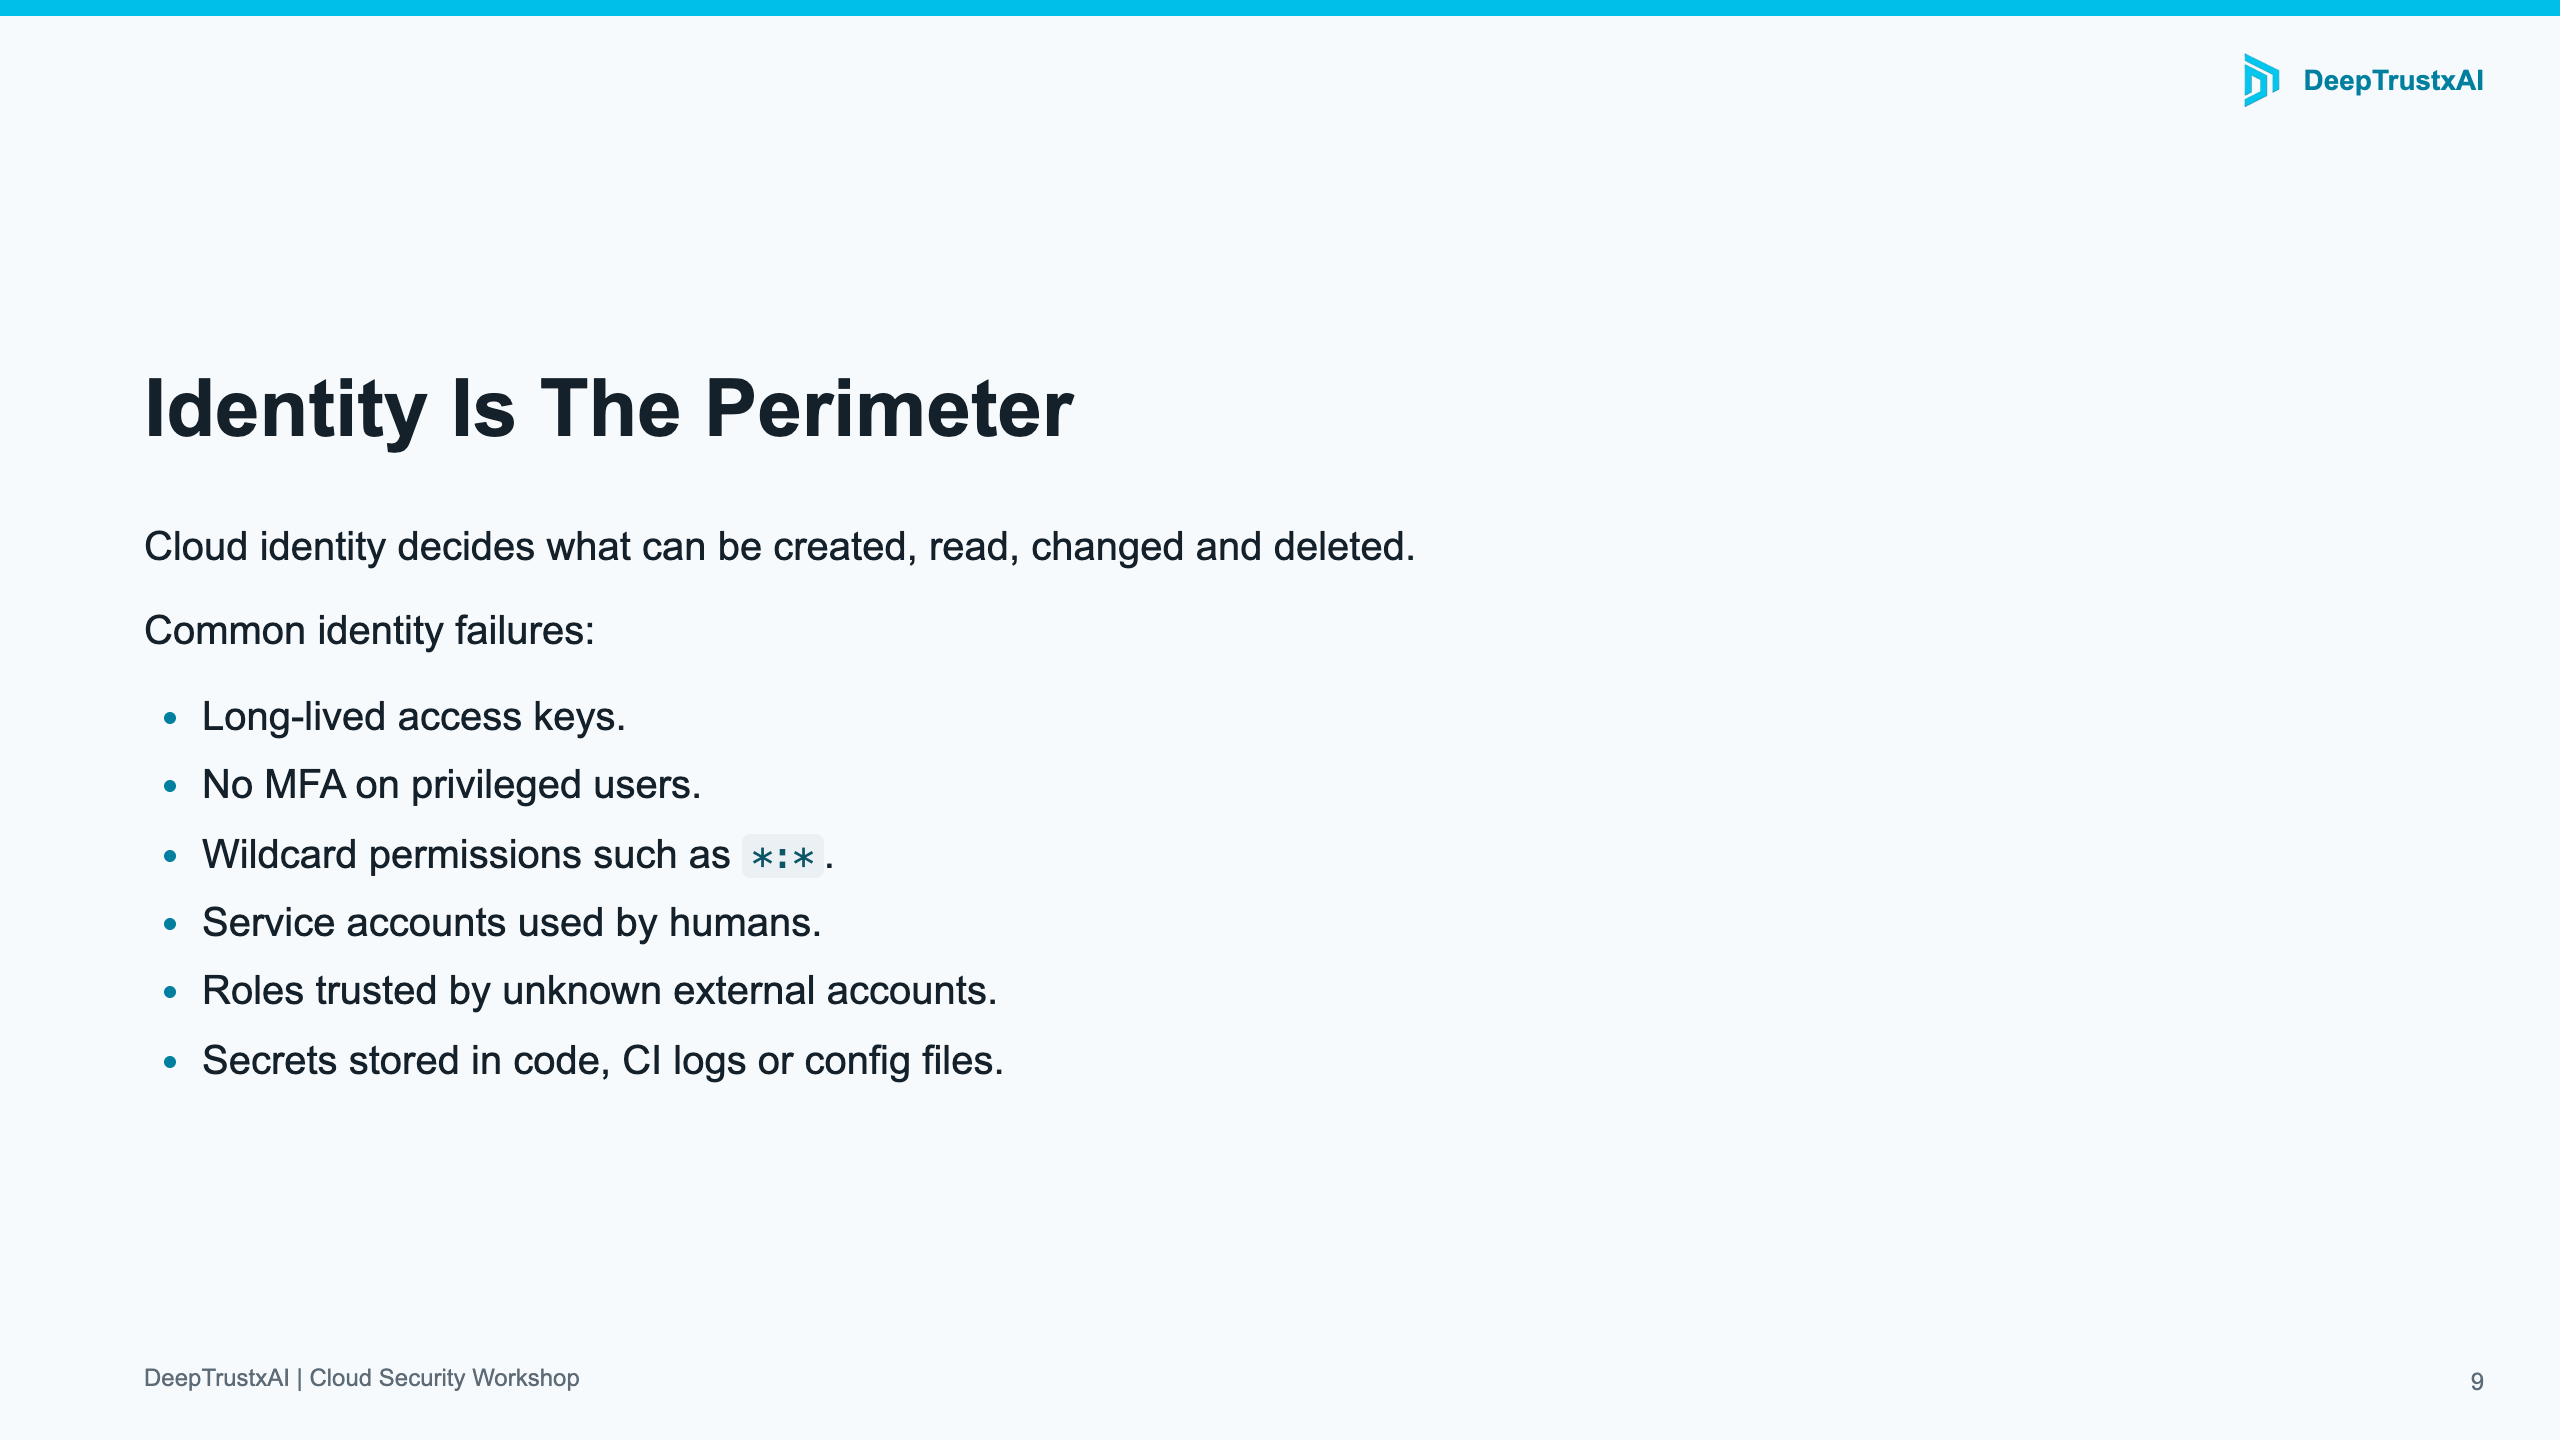 DeepTrustxAI
Identity Is The Perimeter
Cloud identity decides what can be created, read, changed and deleted.
Common identity failures:
• Long-lived access keys.
• No MFA on privileged users.
• Wildcard permissions such as *:*.
• Service accounts used by humans.
• Roles trusted by unknown external accounts.
• Secrets stored in code, CI logs or config files.
DeepTrustxAI | Cloud Security Workshop
9